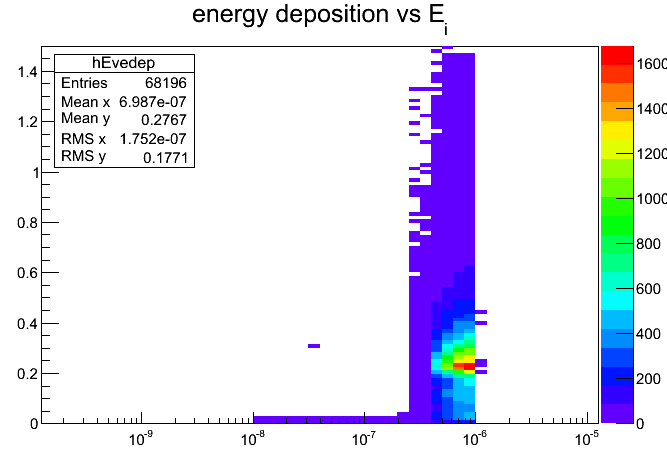 energy deposition vs E_i
hEvedep
Entries 68196
Mean x 6.987e-07
Mean y 0.2767
RMS x 1.752e-07
RMS y 0.1771
1.4
1.2
1
0.8
0.6
0.4
0.2
0
10^-9 10^-8 10^-7 10^-6 10^-5
1600
1400
1200
1000
800
600
400
200
0